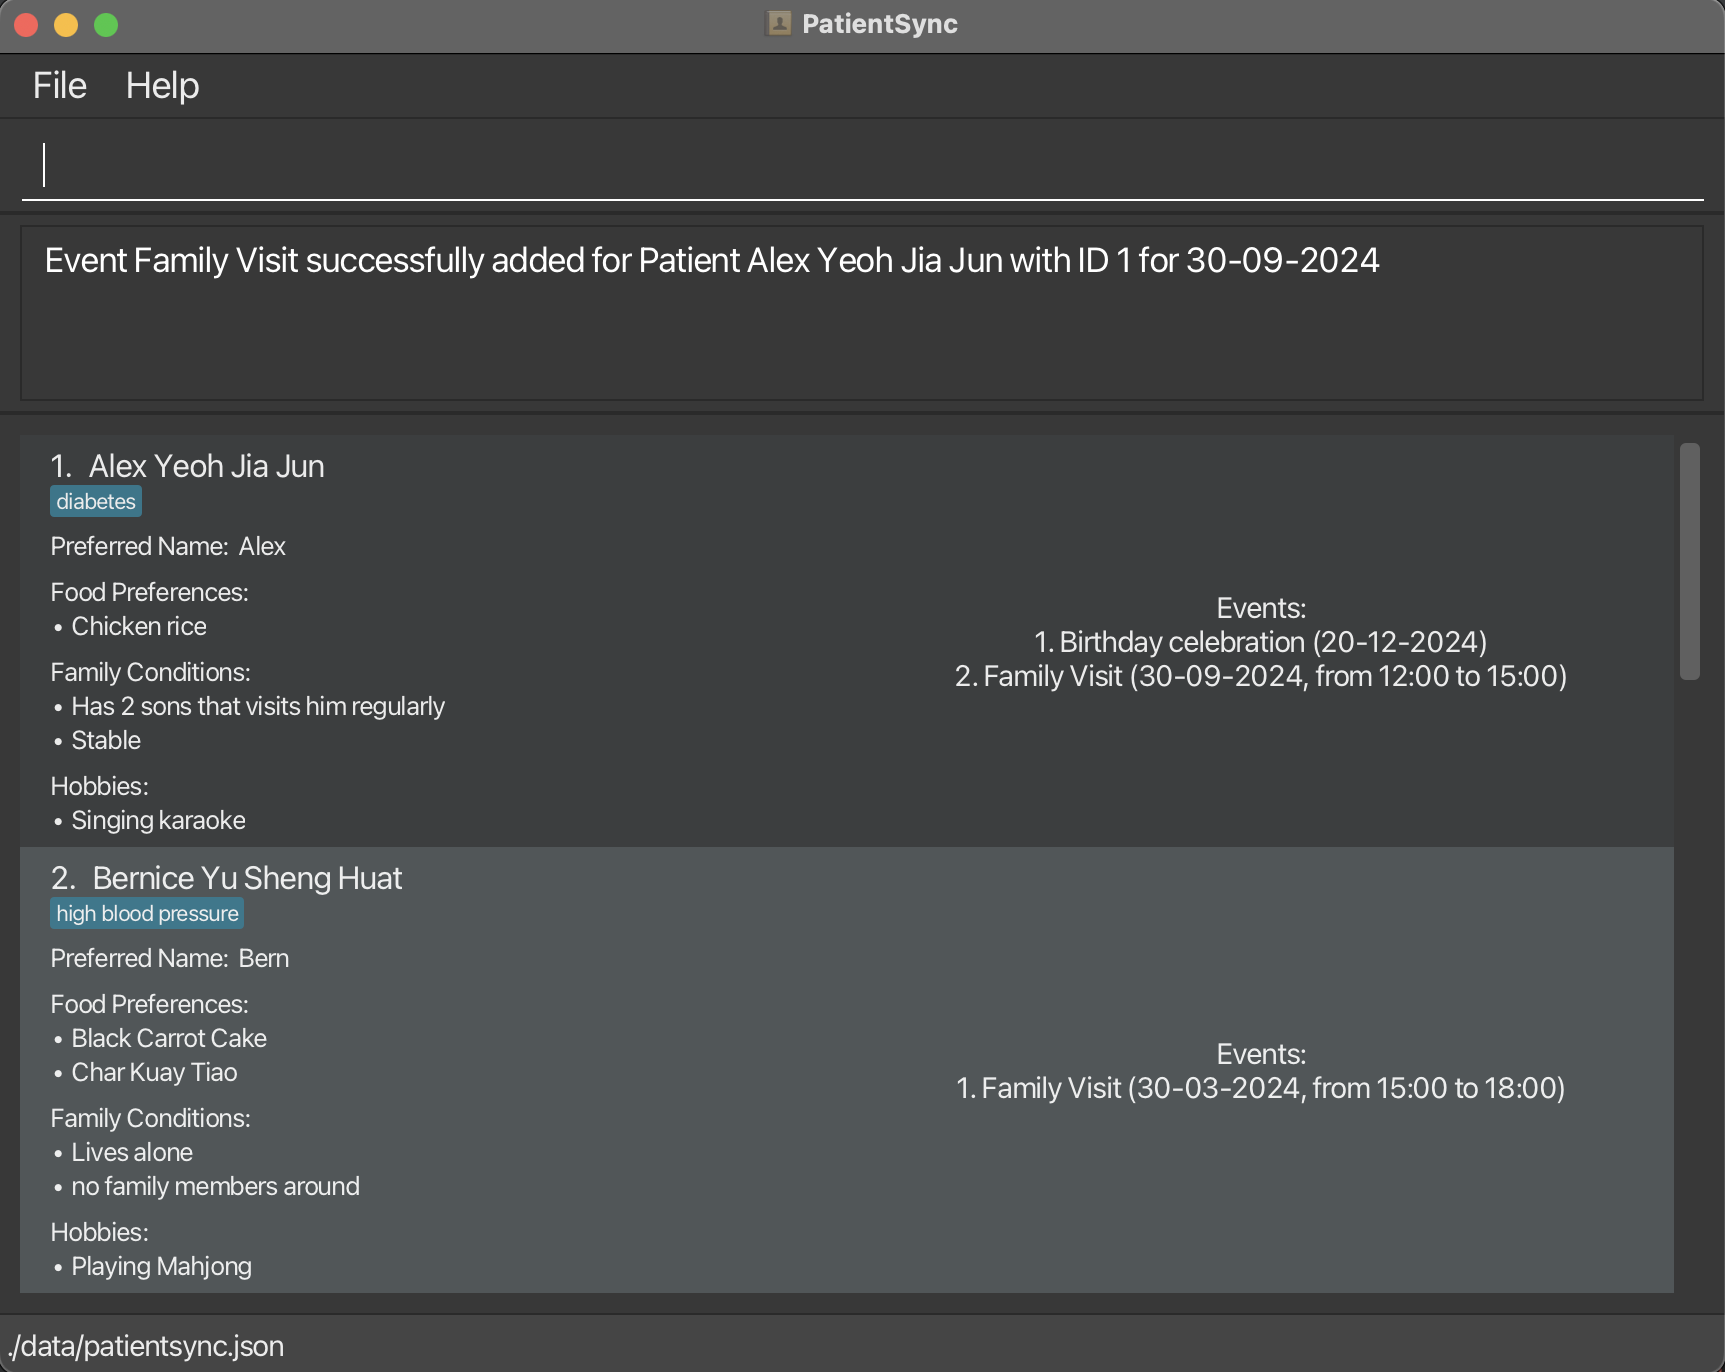 PatientSync
File Help
Event Family Visit successfully added for Patient Alex Yeoh Jia Jun with ID 1 for 30-09-2024
1. Alex Yeoh Jia Jun
diabetes
Preferred Name: Alex
Food Preferences:
• Chicken rice
Family Conditions:
• Has 2 sons that visits him regularly
• Stable
Hobbies:
• Singing karaoke
Events:
1. Birthday celebration (20-12-2024)
2. Family Visit (30-09-2024, from 12:00 to 15:00)
2. Bernice Yu Sheng Huat
high blood pressure
Preferred Name: Bern
Food Preferences:
• Black Carrot Cake
• Char Kuay Tiao
Family Conditions:
• Lives alone
• no family members around
Hobbies:
• Playing Mahjong
Events:
1. Family Visit (30-03-2024, from 15:00 to 18:00)
./data/patientsync.json